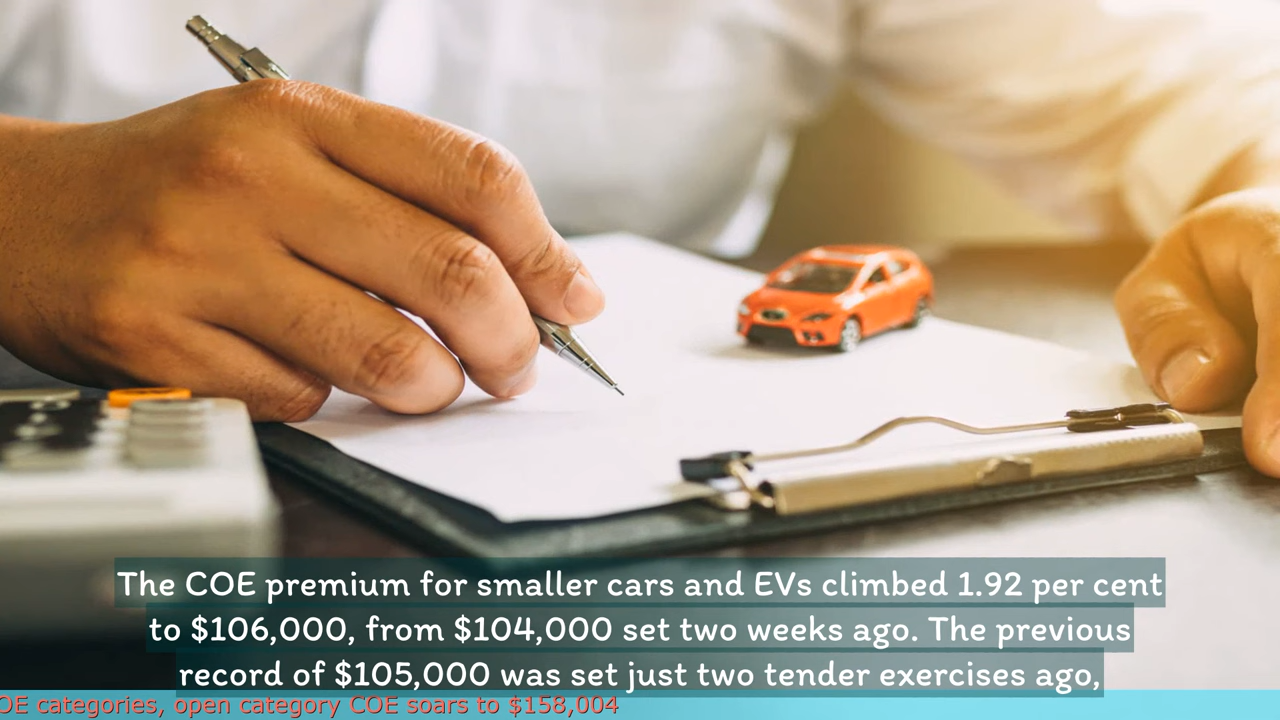 The COE premium for smaller cars and EVs climbed 1.92 per cent
to $106,000, from $104,000 set two weeks ago. The previous
record of $105,000 was set just two tender exercises ago,
OE categories, open category COE soars to $158,004